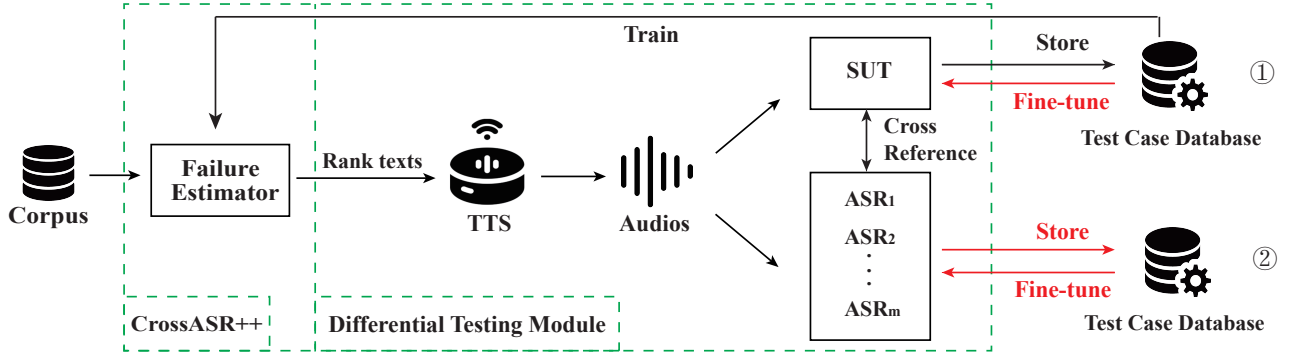 Train
SUT
Store
Fine-tune
①
Test Case Database
Cross
Reference
Corpus
Failure
Estimator
Rank texts
TTS
Audios
ASR1
ASR2
ASRm
Store
Fine-tune
②
Test Case Database
CrossASR++
Differential Testing Module